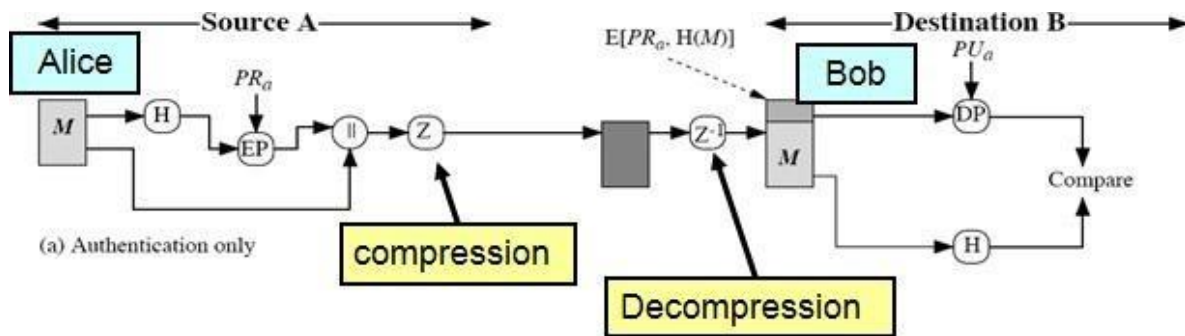 Source A
Destination B
Alice
E[PRₐ, H(M)]
Bob
PRₐ
PUₐ
M
H
EP
||
Z
Z⁻¹
M
DP
Compare
H
(a) Authentication only
compression
Decompression